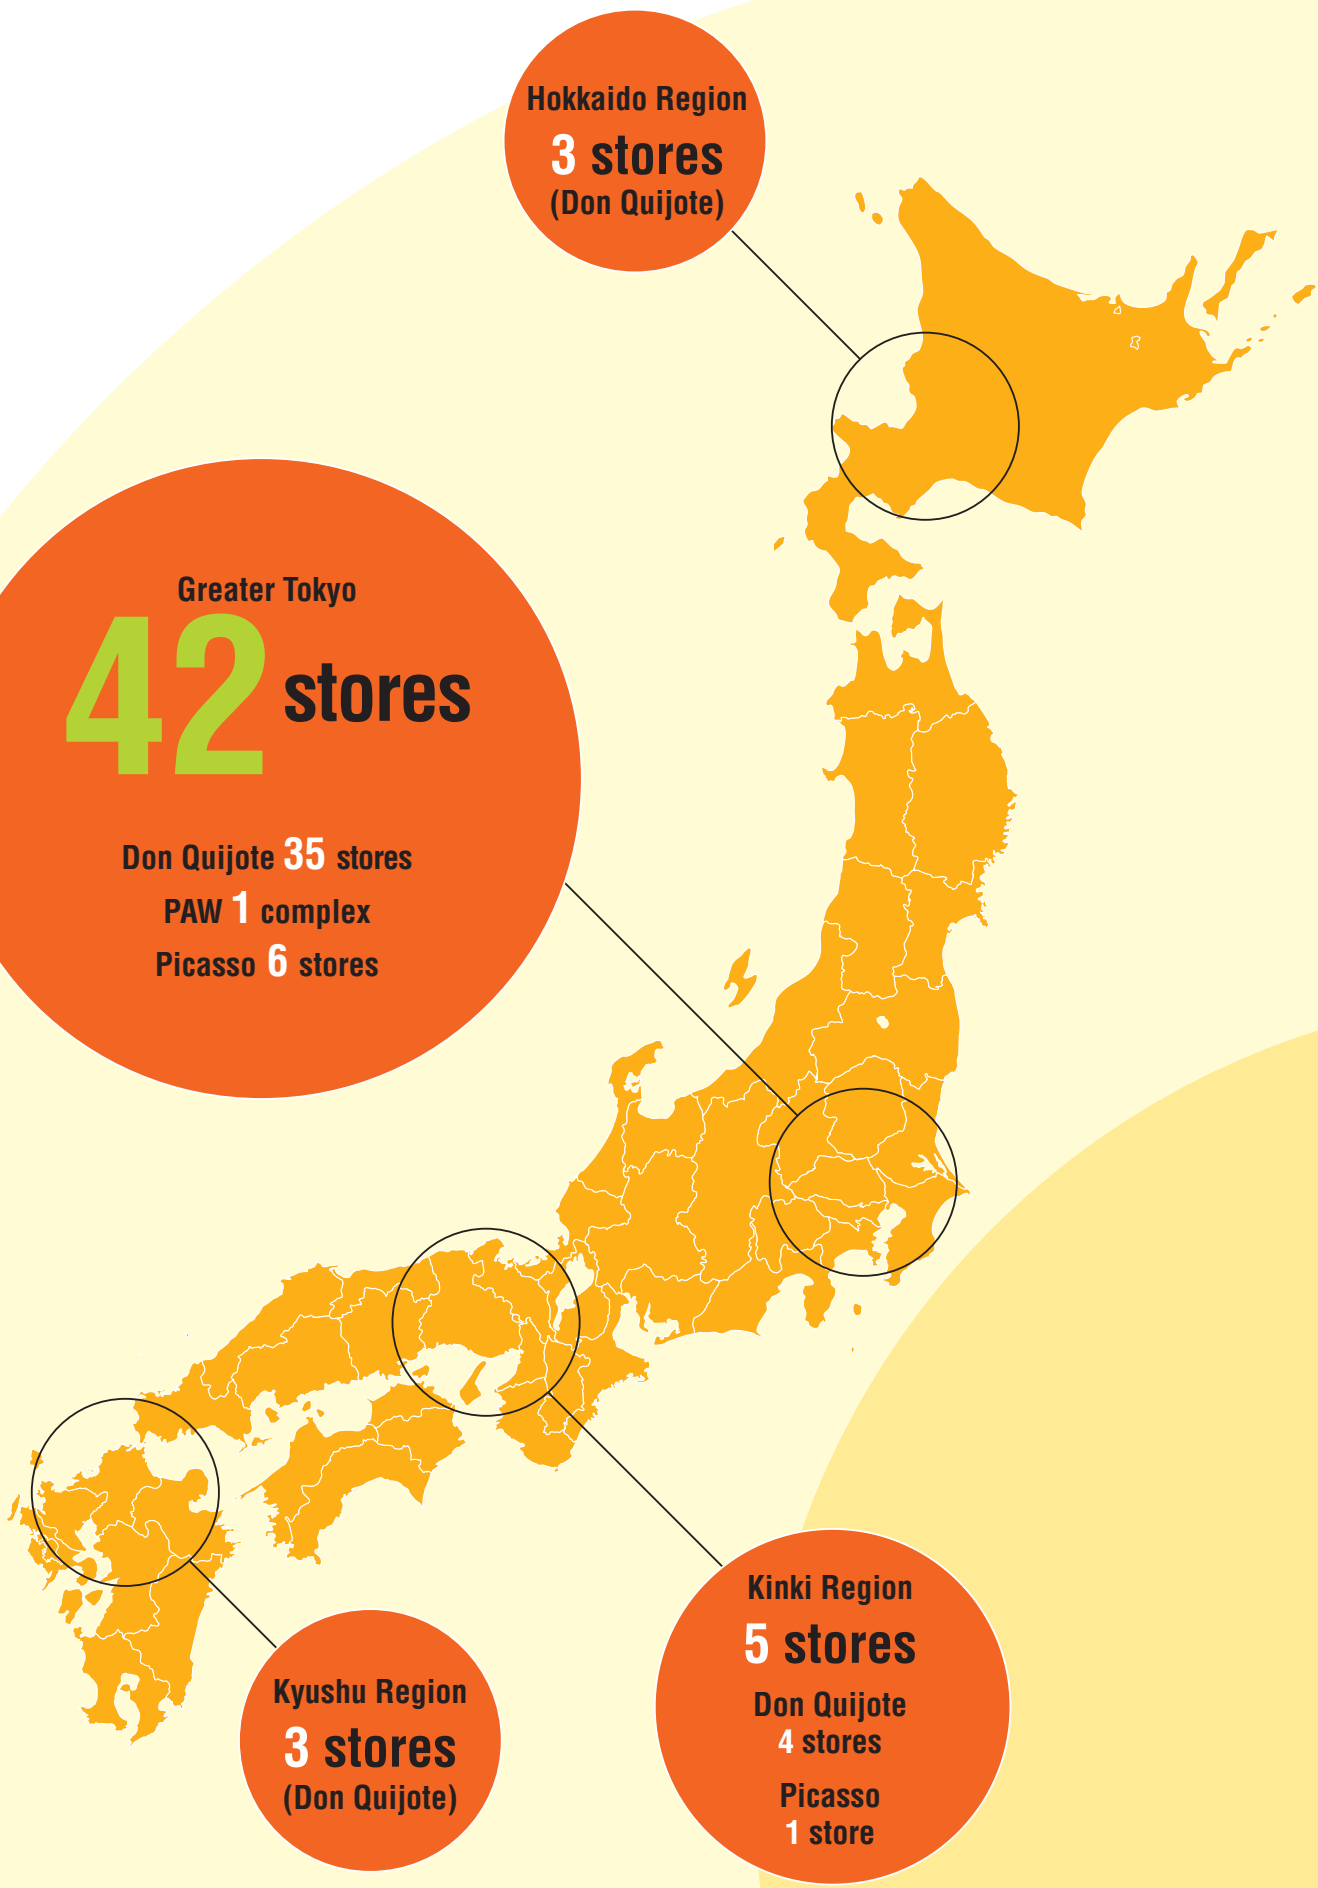 Hokkaido Region
3 stores
(Don Quijote)
Greater Tokyo
42 stores
Don Quijote 35 stores
PAW 1 complex
Picasso 6 stores
Kinki Region
5 stores
Don Quijote
4 stores
Picasso
1 store
Kyushu Region
3 stores
(Don Quijote)